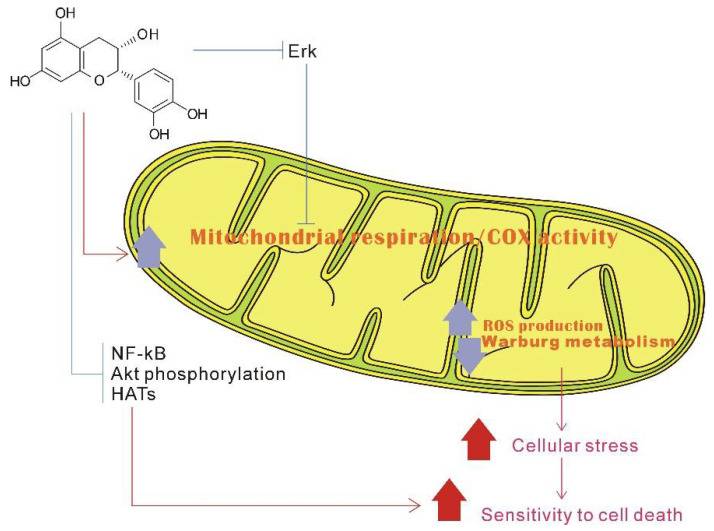 OH
OH
HO
O
OH
OH
Erk
Mitochondrial respiration/COX activity
ROS production
Warburg metabolism
NF-kB
Akt phosphorylation
HATs
Cellular stress
Sensitivity to cell death